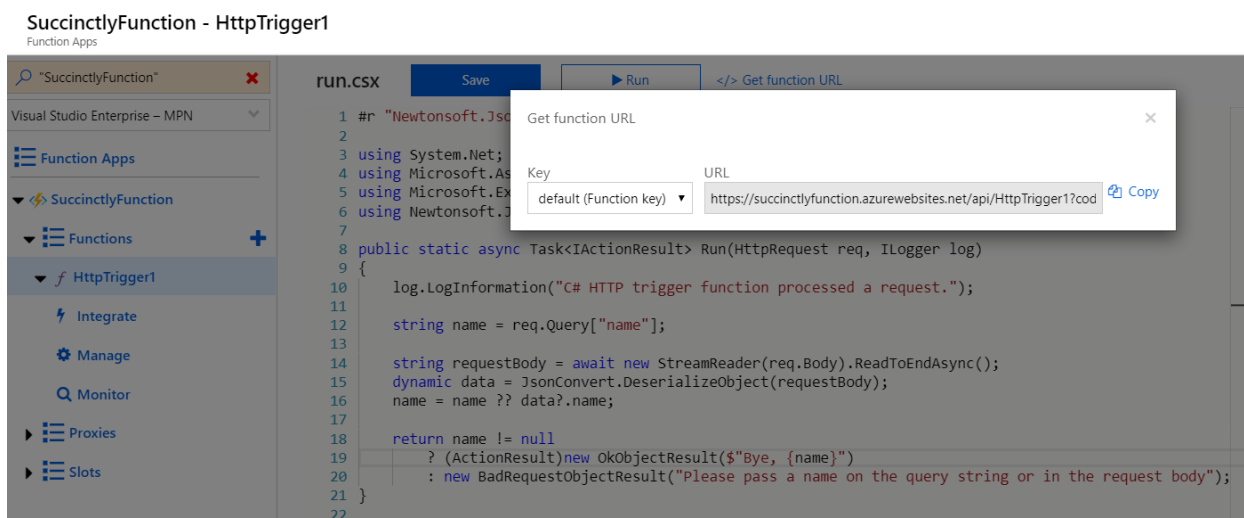 SuccinctlyFunction - HttpTrigger1
Function Apps
"SuccinctlyFunction"
Visual Studio Enterprise – MPN
Function Apps
SuccinctlyFunction
Functions
HttpTrigger1
Integrate
Manage
Monitor
Proxies
Slots
run.csx
Save
Run
</> Get function URL
Get function URL
Key
URL
default (Function key)
https://succinctlyfunction.azurewebsites.net/api/HttpTrigger1?cod
Copy
1 #r "Newtonsoft.Jso
2
3 using System.Net;
4 using Microsoft.As
5 using Microsoft.Ex
6 using Newtonsoft.J
7
8 public static async Task<IActionResult> Run(HttpRequest req, ILogger log)
9 {
10     log.LogInformation("C# HTTP trigger function processed a request.");
11
12     string name = req.Query["name"];
13
14     string requestBody = await new StreamReader(req.Body).ReadToEndAsync();
15     dynamic data = JsonConvert.DeserializeObject(requestBody);
16     name = name ?? data?.name;
17
18     return name != null
19         ? (ActionResult)new OkObjectResult($"Bye, {name}")
20         : new BadRequestObjectResult("Please pass a name on the query string or in the request body");
21 }
22